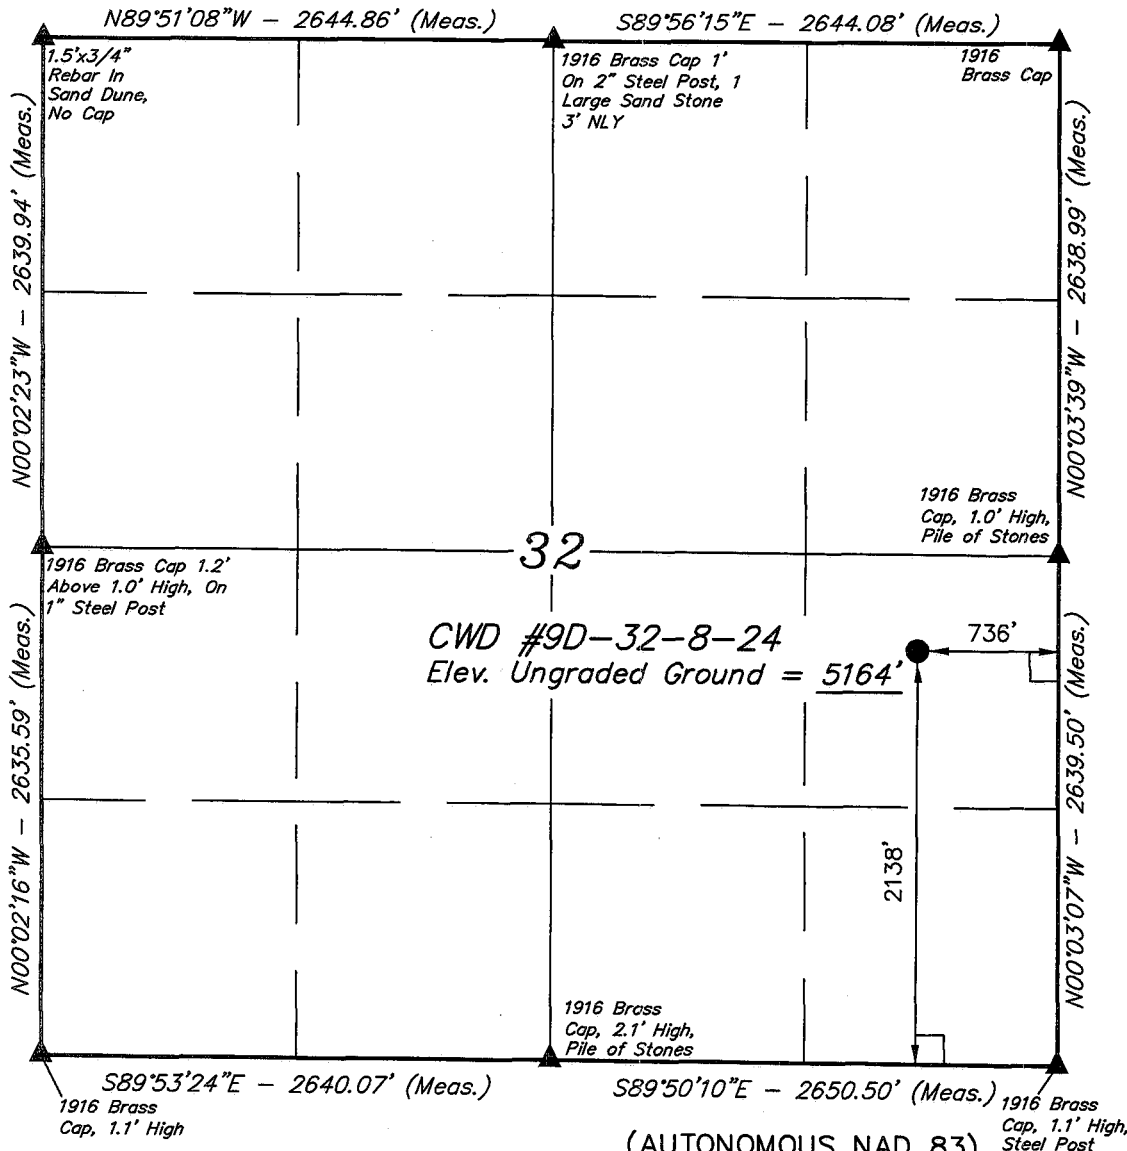 N89°51'08"W - 2644.86' (Meas.)
S89°56'15"E - 2644.08' (Meas.)
1.5'x3/4"
Rebar In
Sand Dune,
No Cap
1916 Brass Cap 1'
On 2" Steel Post, 1
Large Sand Stone
3' NLY
1916
Brass Cap
N00°02'23"W - 2639.94' (Meas.)
N00°03'39"W - 2638.99' (Meas.)
1916 Brass
Cap, 1.0' High,
Pile of Stones
32
1916 Brass Cap 1.2'
Above 1.0' High, On
1" Steel Post
CWD #9D-32-8-24
Elev. Ungraded Ground = 5164'
736'
2138'
N00°02'16"W - 2635.59' (Meas.)
N00°03'07"W - 2639.50' (Meas.)
1916 Brass
Cap, 2.1' High,
Pile of Stones
S89°53'24"E - 2640.07' (Meas.)
S89°50'10"E - 2650.50' (Meas.)
1916 Brass
Cap, 1.1' High
1916 Brass
Cap, 1.1' High,
Steel Post
(AUTONOMOUS NAD 83)